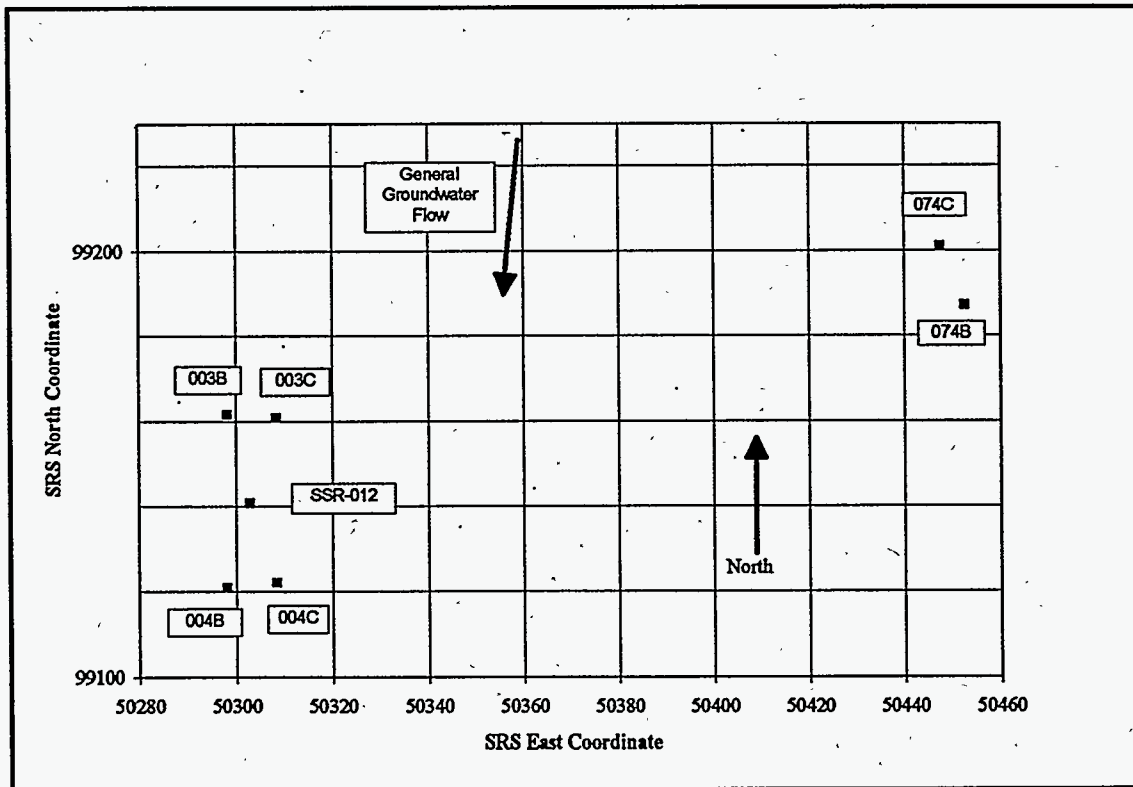 General
Groundwater
Flow
074C
99200
074B
003B
003C
SSR-012
North
004B
004C
99100
50280 50300 50320 50340 50360 50380 50400 50420 50440 50460
SRS East Coordinate
SRS North Coordinate